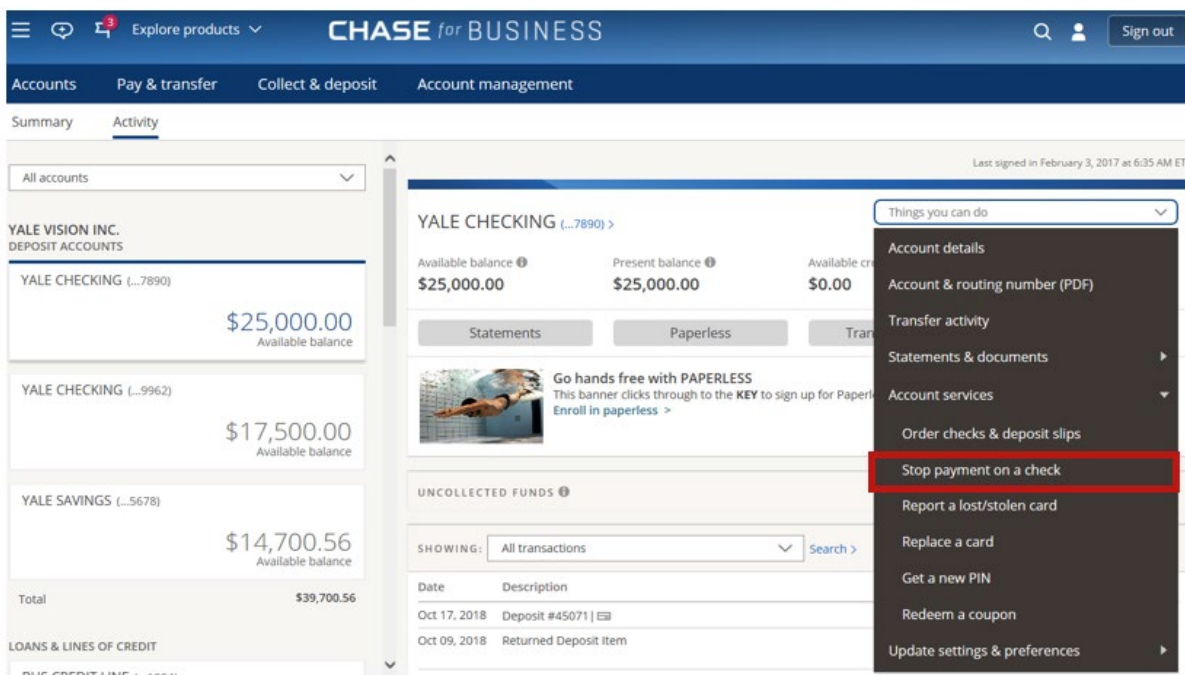 3
Explore products
CHASE for BUSINESS
Sign out
Accounts Pay & transfer Collect & deposit Account management
Summary Activity
Last signed in February 3, 2017 at 6:35 AM ET
All accounts
YALE VISION INC.
DEPOSIT ACCOUNTS
YALE CHECKING (...7890)
$25,000.00
Available balance
YALE CHECKING (...9962)
$17,500.00
Available balance
YALE SAVINGS (...5678)
$14,700.56
Available balance
Total $39,700.56
LOANS & LINES OF CREDIT
YALE CHECKING (...7890) >
Available balance Present balance Available cre
$25,000.00 $25,000.00 $0.00
Statements Paperless Tran
Go hands free with PAPERLESS
This banner clicks through to the KEY to sign up for Paperl
Enroll in paperless >
UNCOLLECTED FUNDS
SHOWING: All transactions Search >
Date Description
Oct 17, 2018 Deposit #45071|
Oct 09, 2018 Returned Deposit Item
Things you can do
Account details
Account & routing number (PDF)
Transfer activity
Statements & documents
Account services
Order checks & deposit slips
Stop payment on a check
Report a lost/stolen card
Replace a card
Get a new PIN
Redeem a coupon
Update settings & preferences